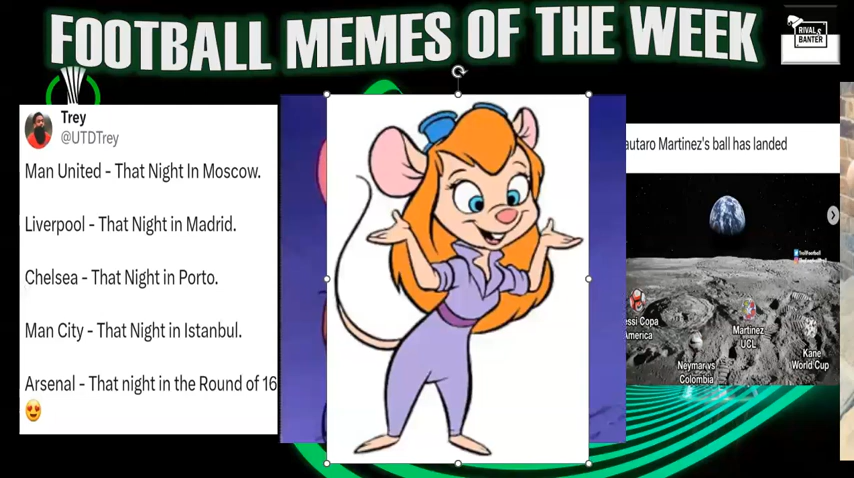 FOOTBALL MEMES OF THE WEEK
RIVALS
BANTER
Trey
@UTDTrey
Man United - That Night In Moscow.
Liverpool - That Night in Madrid.
Chelsea - That Night in Porto.
Man City - That Night in Istanbul.
Arsenal - That night in the Round of 16
😍
autaro Martinez's ball has landed
TrollFootball
essi Copa
America
Neymar vs
Colombia
Martinez
UCL
Kane
World Cup